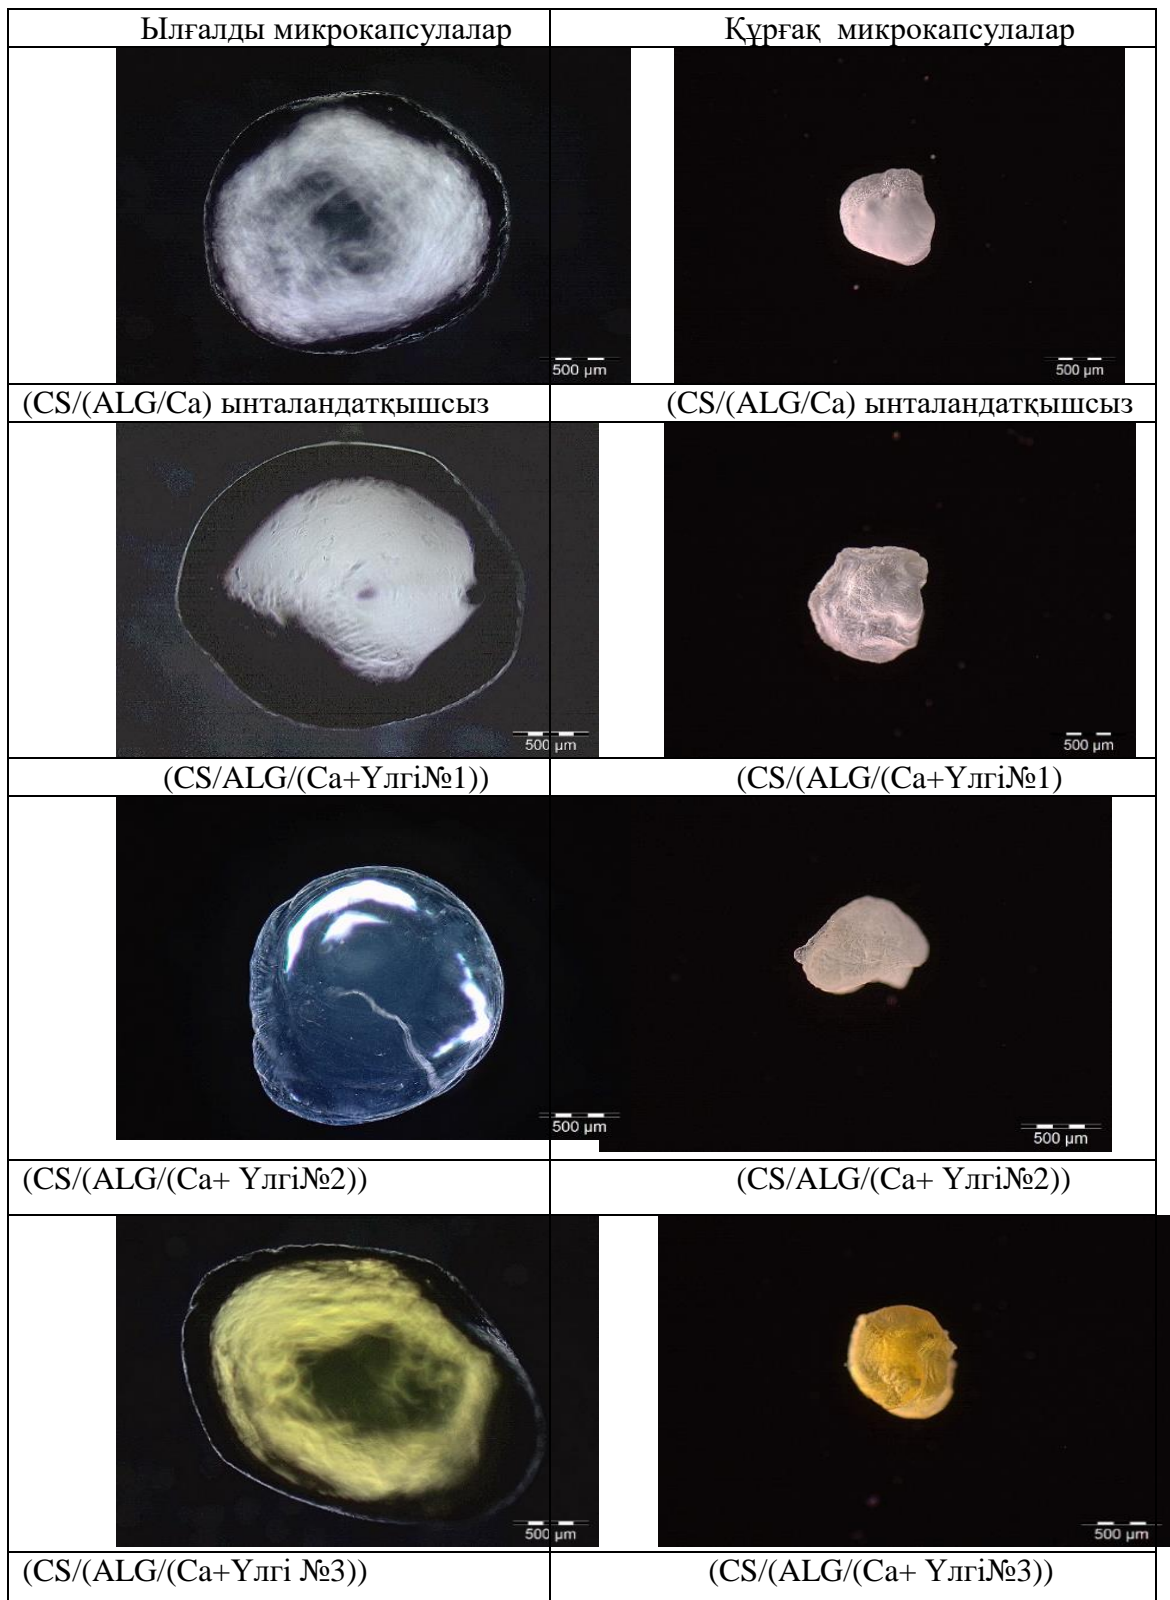 Ылғалды микрокапсулалар
Құрғақ микрокапсулалар
500 µm
500 µm
(CS/(ALG/Ca) ынталандатқышсыз
(CS/(ALG/Ca) ынталандатқышсыз
500 µm
500 µm
(CS/ALG/(Ca+Үлгі№1))
(CS/(ALG/(Ca+Үлгі№1)
500 µm
500 µm
(CS/(ALG/(Ca+ Үлгі№2))
(CS/ALG/(Ca+ Үлгі№2))
500 µm
500 µm
(CS/(ALG/(Ca+Үлгі №3))
(CS/(ALG/(Ca+ Үлгі№3))